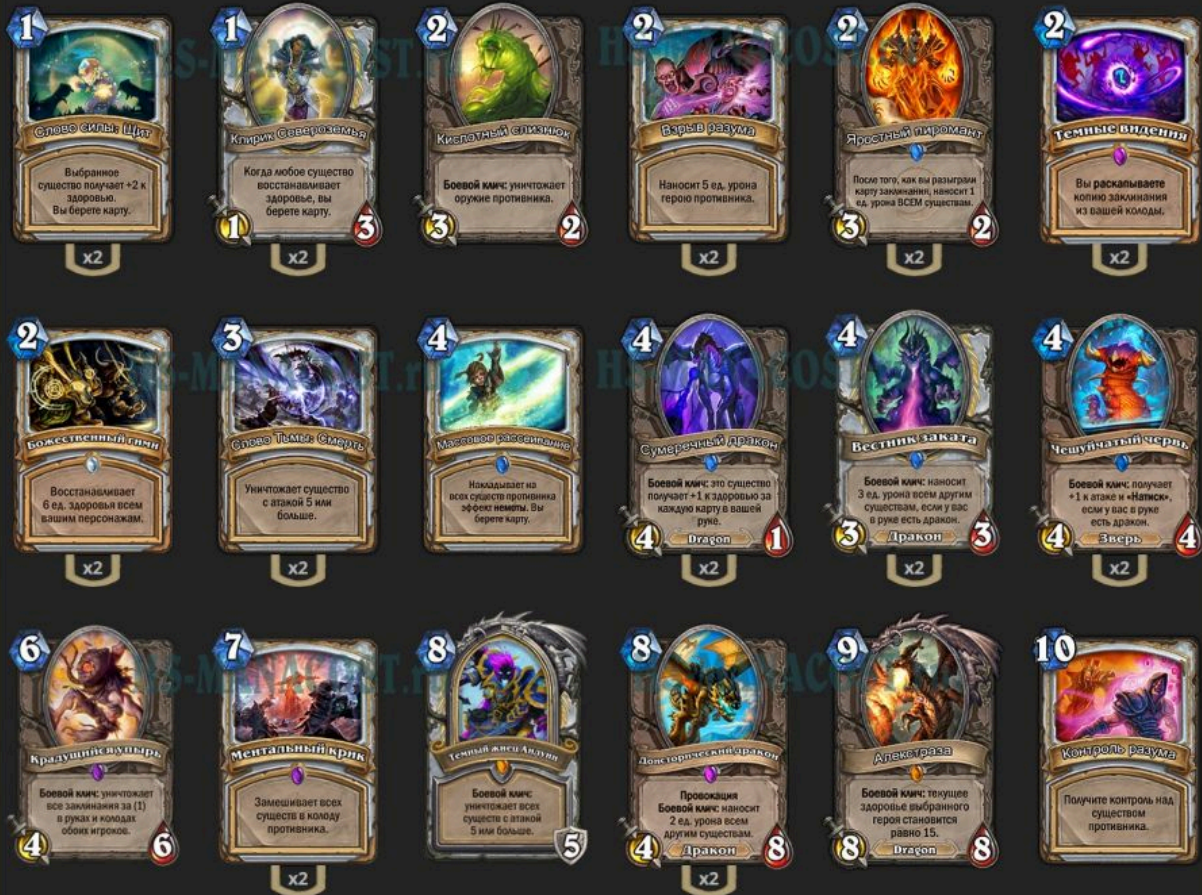 1
Слово силы: Щит
Выбранное
существо получает +2 к
здоровью.
Вы берете карту.
x2
1
Клирик Североземья
Когда любое существо
восстанавливает
здоровье, вы
берете карту.
1
3
x2
2
Кислотный слизнюк
Боевой клич: уничтожает
оружие противника.
3
2
2
Взрыв разума
Наносит 5 ед. урона
герою противника.
x2
2
Яростный пиромант
После того, как вы разыграли
карту заклинания, наносит 1
ед. урона ВСЕМ существам.
3
2
x2
2
Темные видения
Вы раскапываете
копию заклинания
из вашей колоды.
x2
2
Божественный гимн
Восстанавливает
6 ед. здоровья всем
вашим персонажам.
x2
3
Слово Тьмы: Смерть
Уничтожает существо
с атакой 5 или
больше.
x2
4
Массовое рассеивание
Накладывает на
всех существ противника
эффект немоты. Вы
берете карту.
4
Сумеречный дракон
Боевой клич: это существо
получает +1 к здоровью за
каждую карту в вашей
руке.
4
Dragon
1
x2
4
Вестник заката
Боевой клич: наносит
3 ед. урона всем другим
существам, если у вас
в руке есть дракон.
3
Дракон
3
x2
4
Чешуйчатый червь
Боевой клич: получает
+1 к атаке и «Натиск»,
если у вас в руке
есть дракон.
4
Зверь
4
x2
6
Крадущийся упырь
Боевой клич: уничтожает
все заклинания за (1)
в руках и колодах
обоих игроков.
4
6
7
Ментальный крик
Замешивает всех
существ в колоду
противника.
x2
8
Темный жнец Андуин
Боевой клич:
уничтожает всех
существ с атакой
5 или больше.
5
8
Доисторический дракон
Провокация
Боевой клич: наносит
2 ед. урона всем
другим существам.
4
Дракон
8
x2
9
Алекстраза
Боевой клич: текущее
здоровье выбранного
героя становится
равно 15.
8
Dragon
8
10
Контроль разума
Получите контроль над
существом
противника.